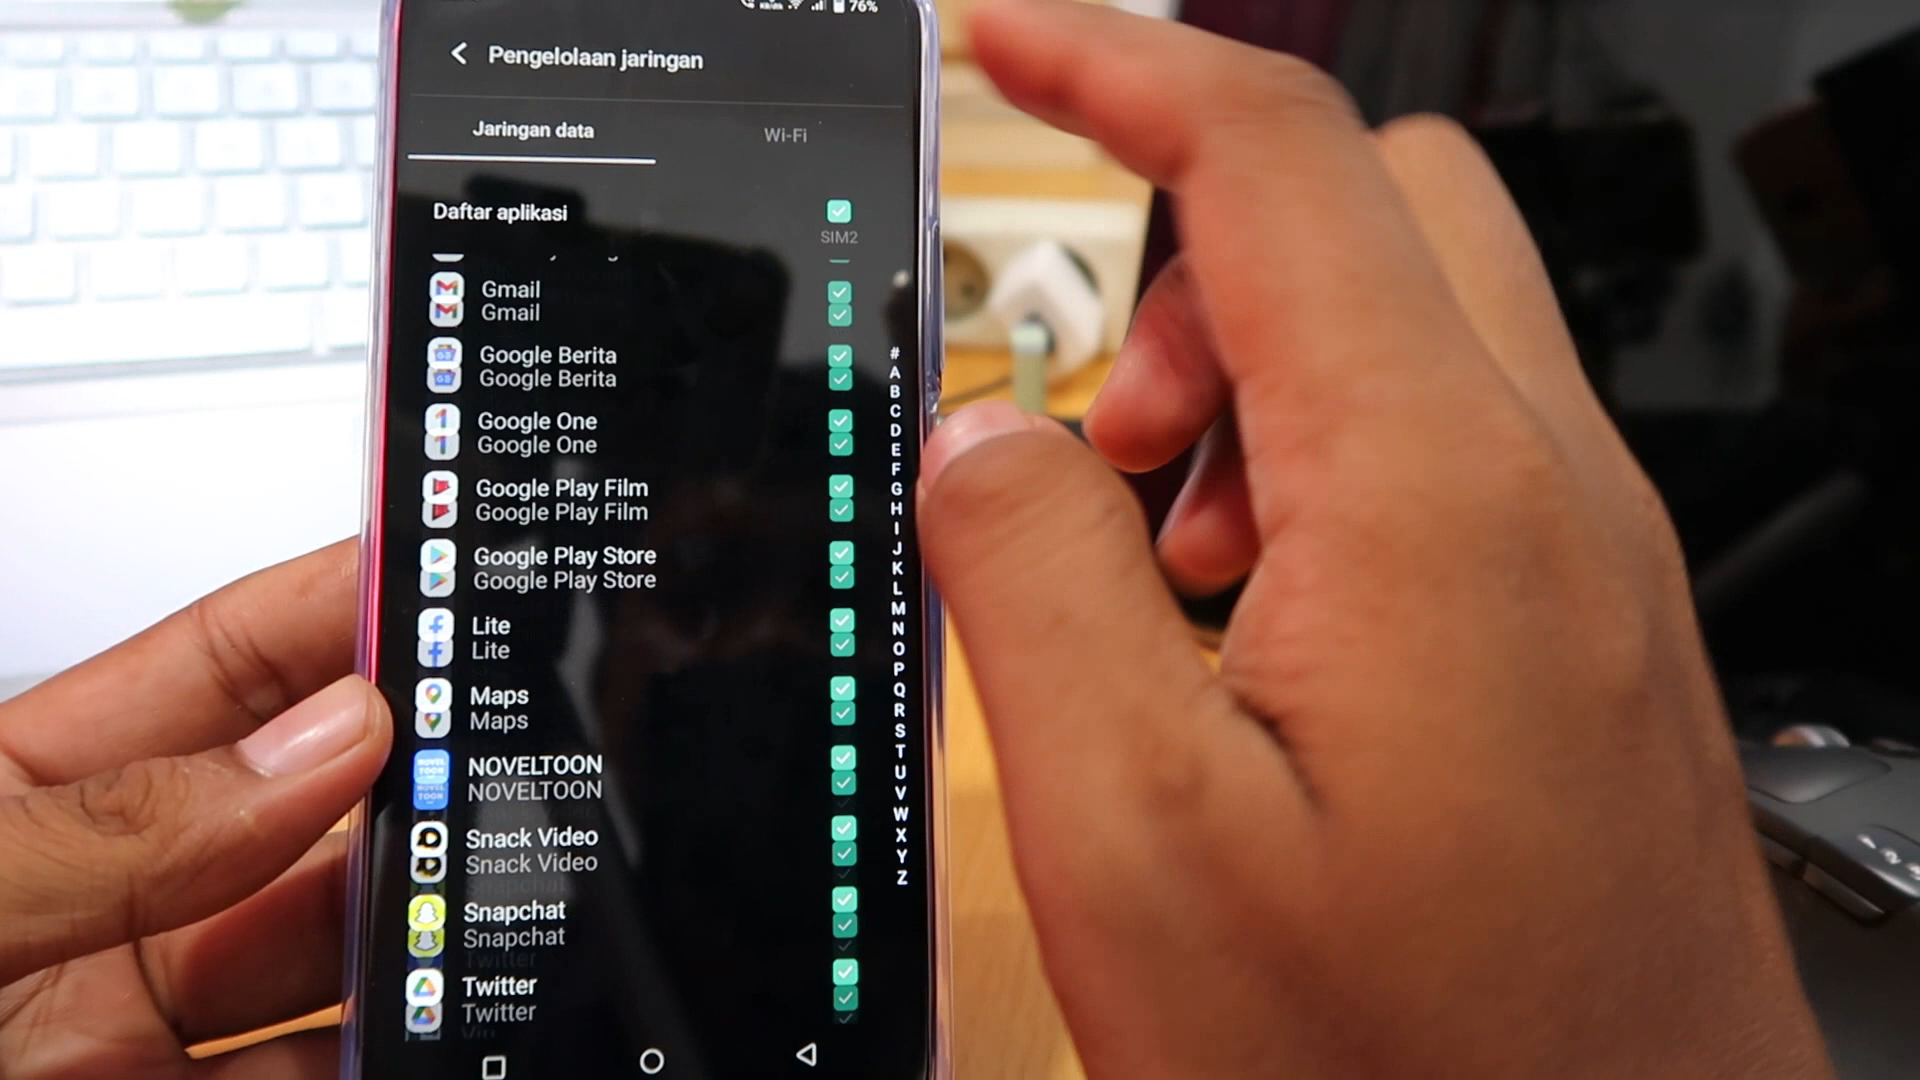 76%
Pengelolaan jaringan
Jaringan data
Wi-Fi
Daftar aplikasi
SIM2
Gmail
Gmail
Google Berita
Google Berita
Google One
Google One
Google Play Film
Google Play Film
Google Play Store
Google Play Store
Lite
Lite
Maps
Maps
NOVELTOON
NOVELTOON
Snack Video
Snack Video
Snapchat
Snapchat
Snapchat
Twitter
Twitter
Twitter
#
A
B
C
D
E
F
G
H
I
J
K
L
M
N
O
P
Q
R
S
T
U
V
W
X
Y
Z